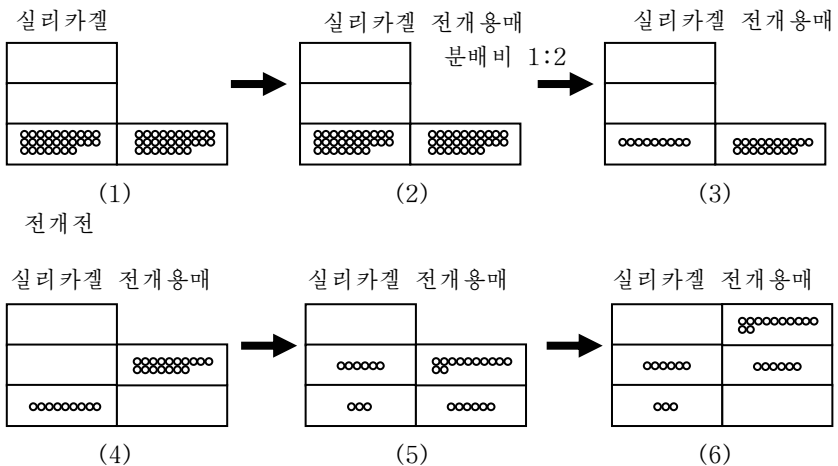 실리카겔
실리카겔 전개용매
분배비 1:2
실리카겔 전개용매
(1)
(2)
(3)
전개전
실리카겔 전개용매
실리카겔 전개용매
실리카겔 전개용매
(4)
(5)
(6)